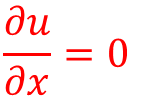 ∂u/∂x = 0